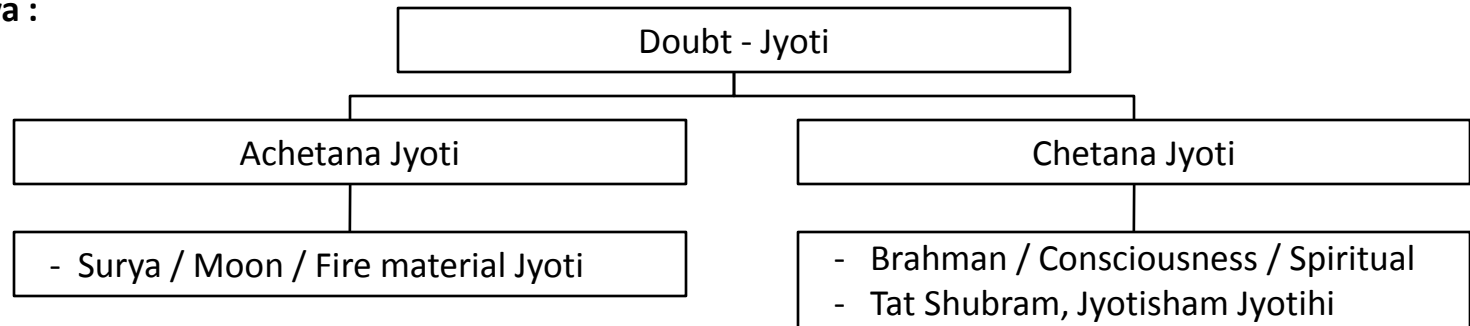 Doubt - Jyoti
Achetana Jyoti
Chetana Jyoti
- Surya / Moon / Fire material Jyoti
- Brahman / Consciousness / Spiritual
- Tat Shubram, Jyotisham Jyotihi